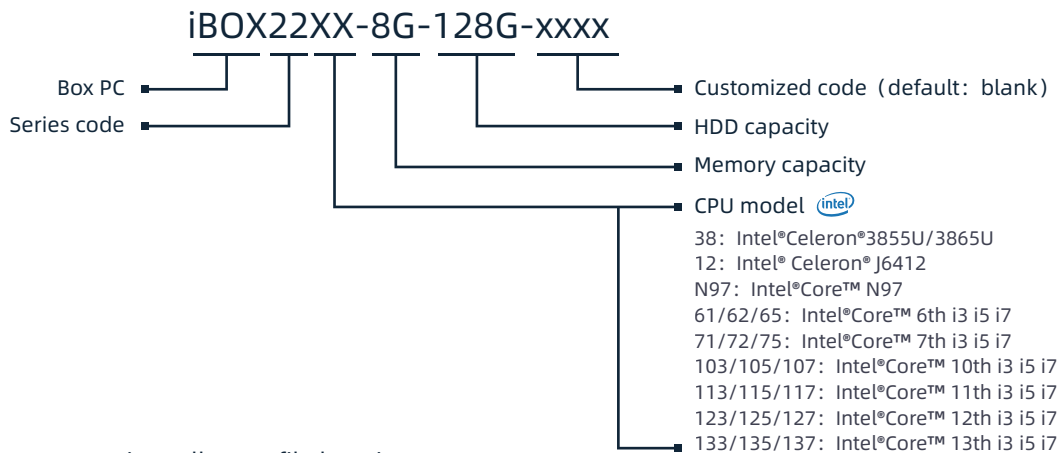 iBOX22XX-8G-128G-xxxx
Box PC
Series code
Customized code（default：blank）
HDD capacity
Memory capacity
CPU model intel
38：Intel®Celeron®3855U/3865U
12：Intel® Celeron® J6412
N97：Intel®Core™ N97
61/62/65：Intel®Core™ 6th i3 i5 i7
71/72/75：Intel®Core™ 7th i3 i5 i7
103/105/107：Intel®Core™ 10th i3 i5 i7
113/115/117：Intel®Core™ 11th i3 i5 i7
123/125/127：Intel®Core™ 12th i3 i5 i7
133/135/137：Intel®Core™ 13th i3 i5 i7